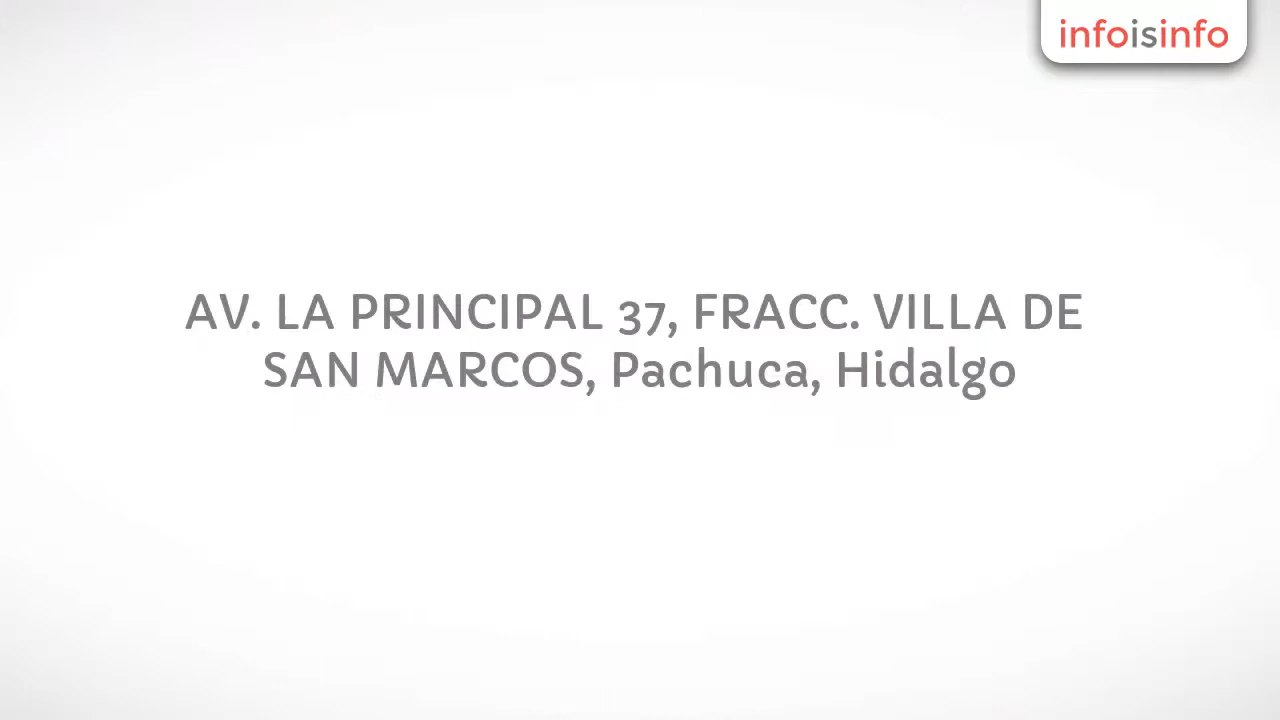 infoisinfo
AV. LA PRINCIPAL 37, FRACC. VILLA DE
SAN MARCOS, Pachuca, Hidalgo